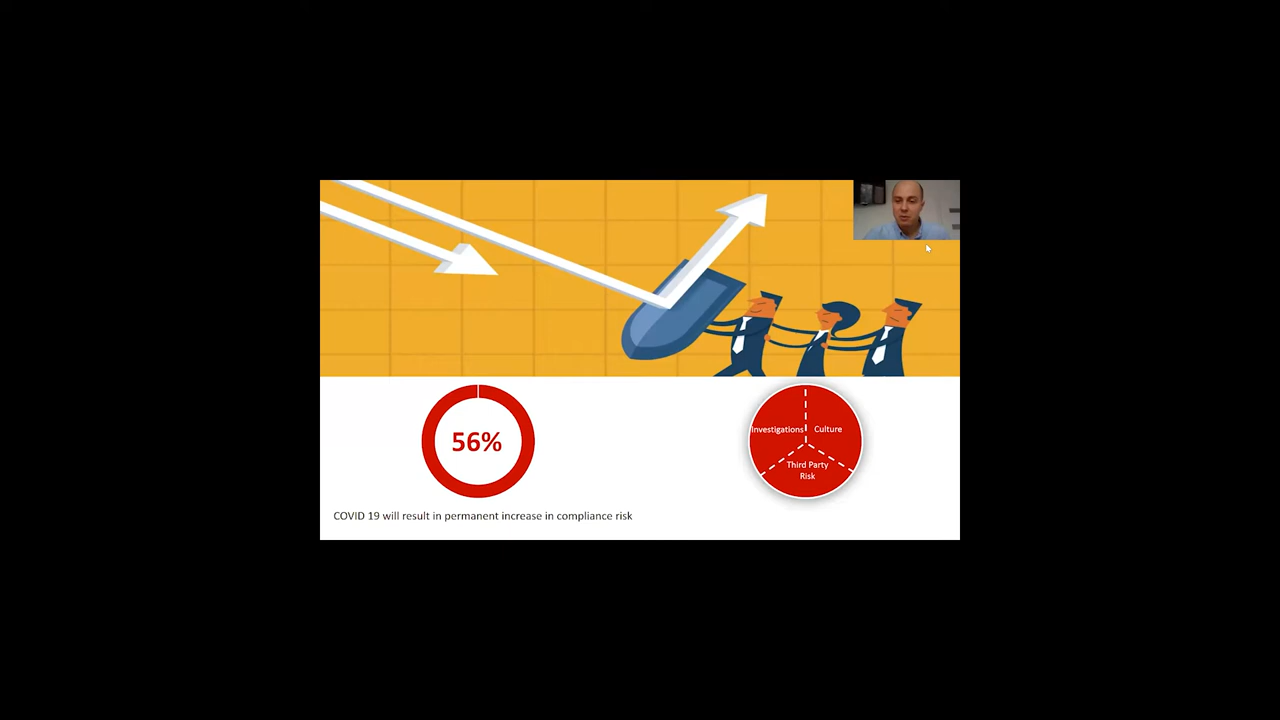 56%
COVID 19 will result in permanent increase in compliance risk
Investigations
Culture
Third Party
Risk